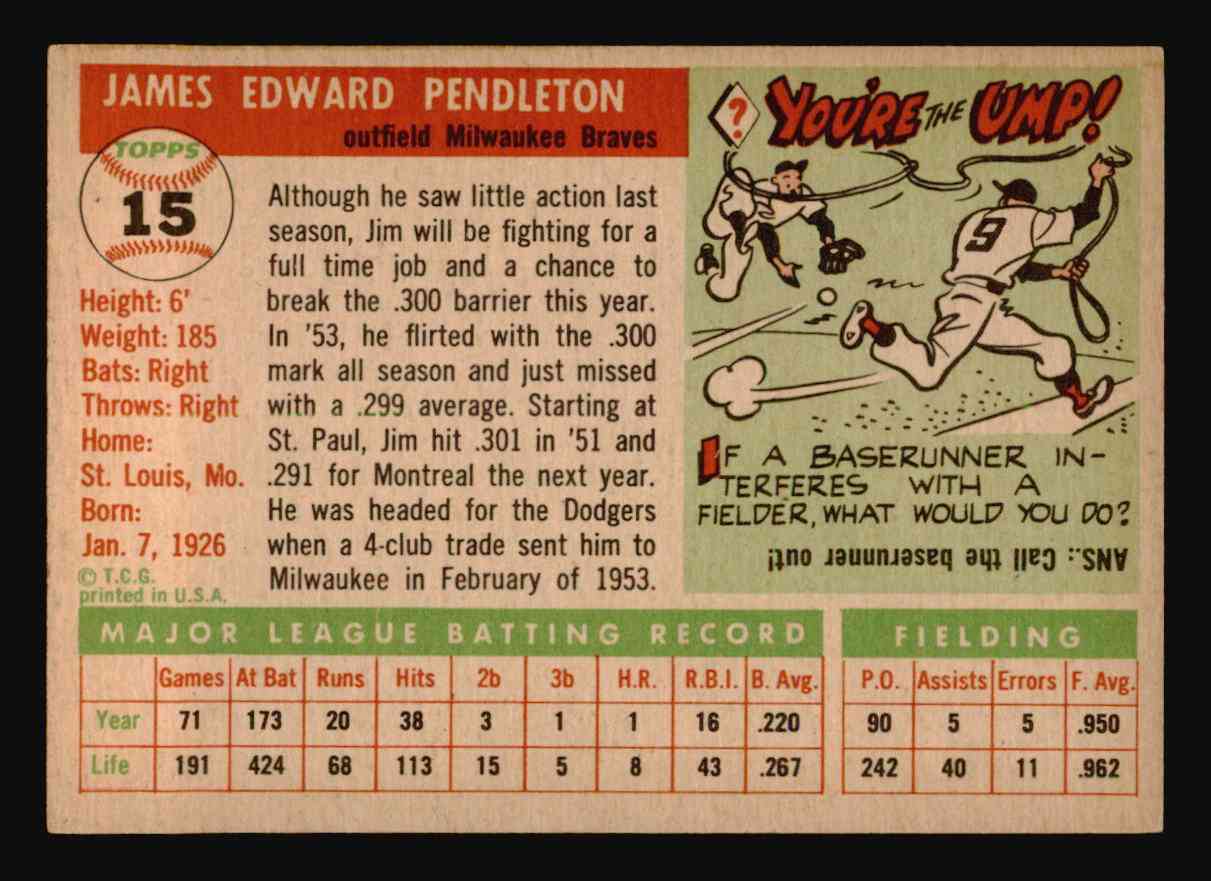 JAMES EDWARD PENDLETON
outfield Milwaukee Braves
TOPPS
15
Height: 6'
Weight: 185
Bats: Right
Throws: Right
Home:
St. Louis, Mo.
Born:
Jan. 7, 1926
© T.C.G.
printed in U.S.A.
Although he saw little action last
season, Jim will be fighting for a
full time job and a chance to
break the .300 barrier this year.
In '53, he flirted with the .300
mark all season and just missed
with a .299 average. Starting at
St. Paul, Jim hit .301 in '51 and
.291 for Montreal the next year.
He was headed for the Dodgers
when a 4-club trade sent him to
Milwaukee in February of 1953.
? YOU'RE THE UMP!
9
IF A BASERUNNER IN-
TERFERES WITH A
FIELDER, WHAT WOULD YOU DO?
ANS.: Call the baserunner out!
MAJOR LEAGUE BATTING RECORD
Games At Bat Runs Hits 2b 3b H.R. R.B.I. B. Avg.
Year 71 173 20 38 3 1 1 16 .220
Life 191 424 68 113 15 5 8 43 .267
FIELDING
P.O. Assists Errors F. Avg.
90 5 5 .950
242 40 11 .962